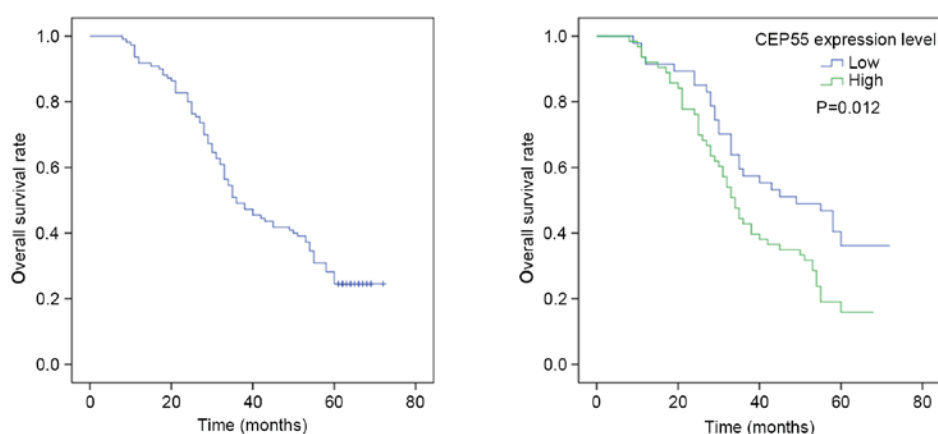 1.0
0.8
0.6
0.4
0.2
0.0
Overall survival rate
0 20 40 60 80
Time (months)
1.0
0.8
0.6
0.4
0.2
0.0
Overall survival rate
CEP55 expression level
Low
High
P=0.012
0 20 40 60 80
Time (months)